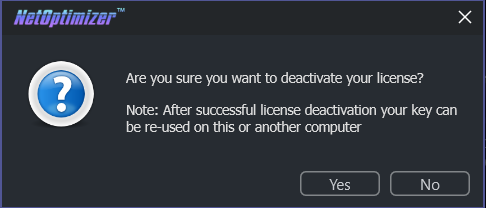 NetOptimizer™
?
Are you sure you want to deactivate your license?
Note: After successful license deactivation your key can
be re-used on this or another computer
Yes No